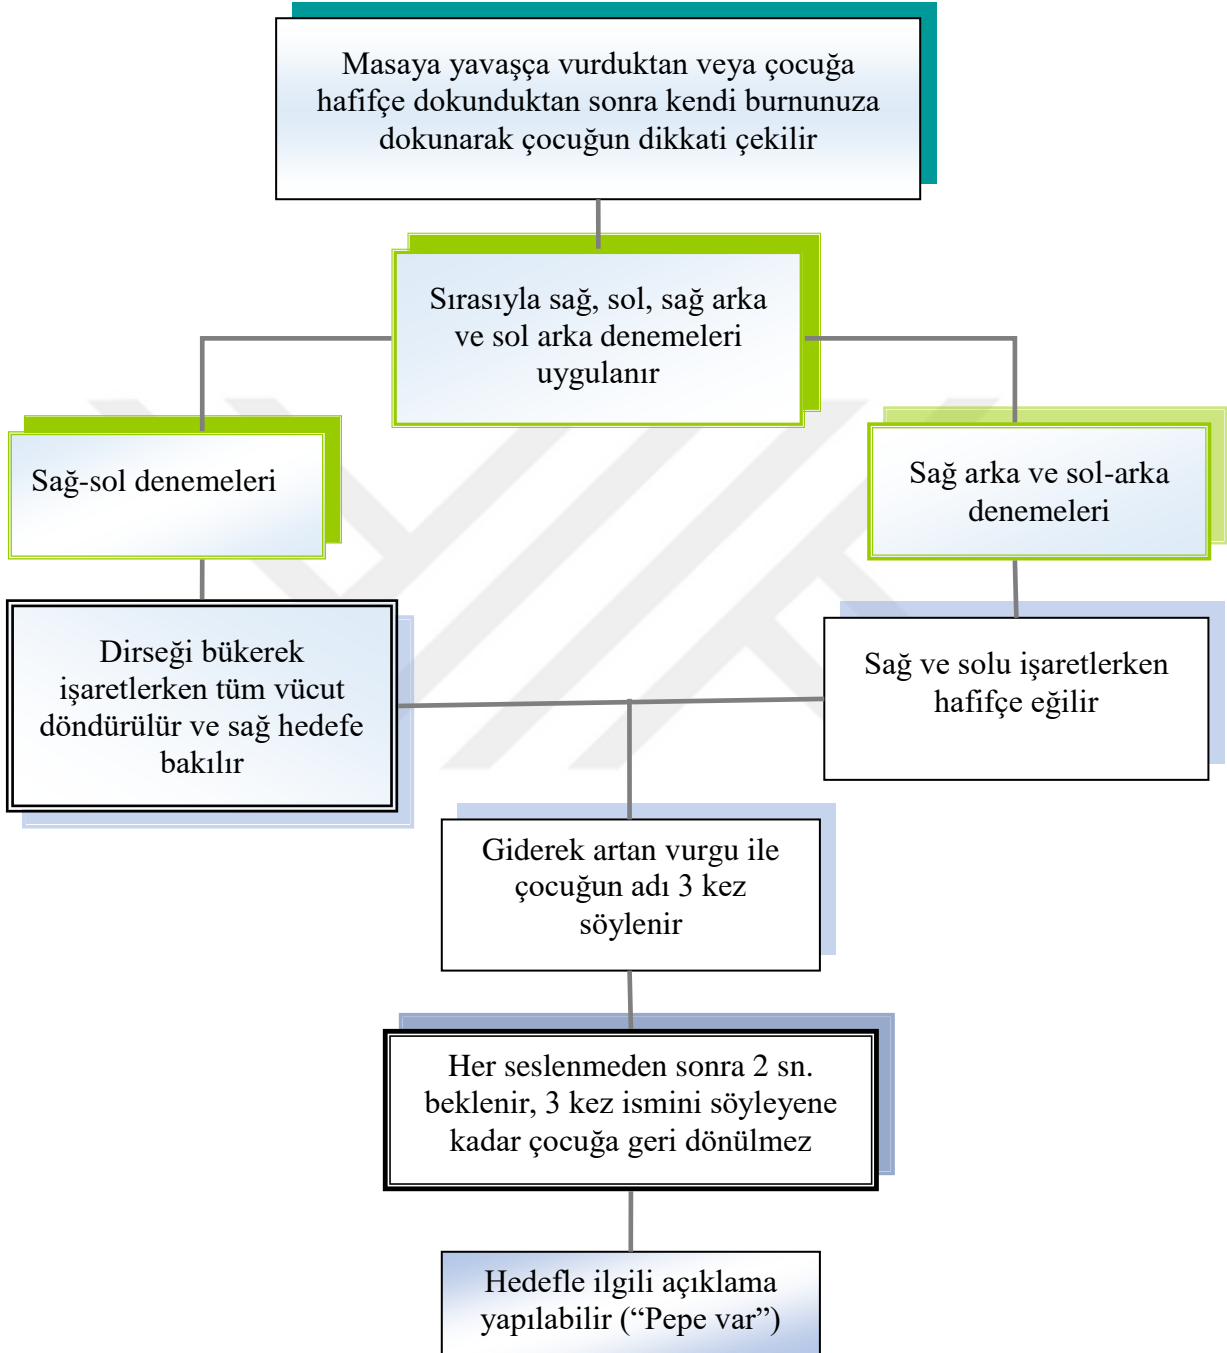 Masaya yavaşça vurduktan veya çocuğa
hafifçe dokunduktan sonra kendi burnunuza
dokunarak çocuğun dikkati çekilir
Sırasıyla sağ, sol, sağ arka
ve sol arka denemeleri
uygulanır
Sağ-sol denemeleri
Sağ arka ve sol-arka
denemeleri
Dirseği bükerek
işaretlerken tüm vücut
döndürülür ve sağ hedefe
bakılır
Sağ ve solu işaretlerken
hafifçe eğilir
Giderek artan vurgu ile
çocuğun adı 3 kez
söylenir
Her seslenmeden sonra 2 sn.
beklenir, 3 kez ismini söyleyene
kadar çocuğa geri dönülmez
Hedefle ilgili açıklama
yapılabilir (“Pepe var”)